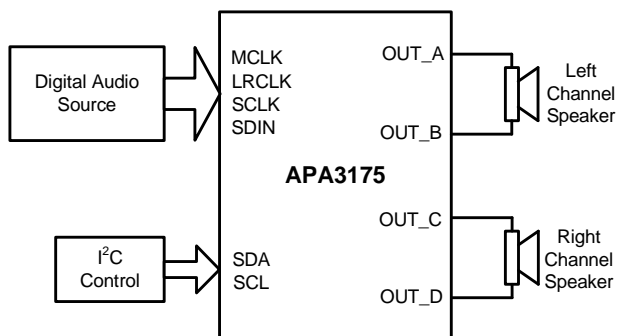 Digital Audio
Source
MCLK
LRCLK
SCLK
SDIN
OUT_A
OUT_B
Left
Channel
Speaker
APA3175
I²C
Control
SDA
SCL
OUT_C
OUT_D
Right
Channel
Speaker